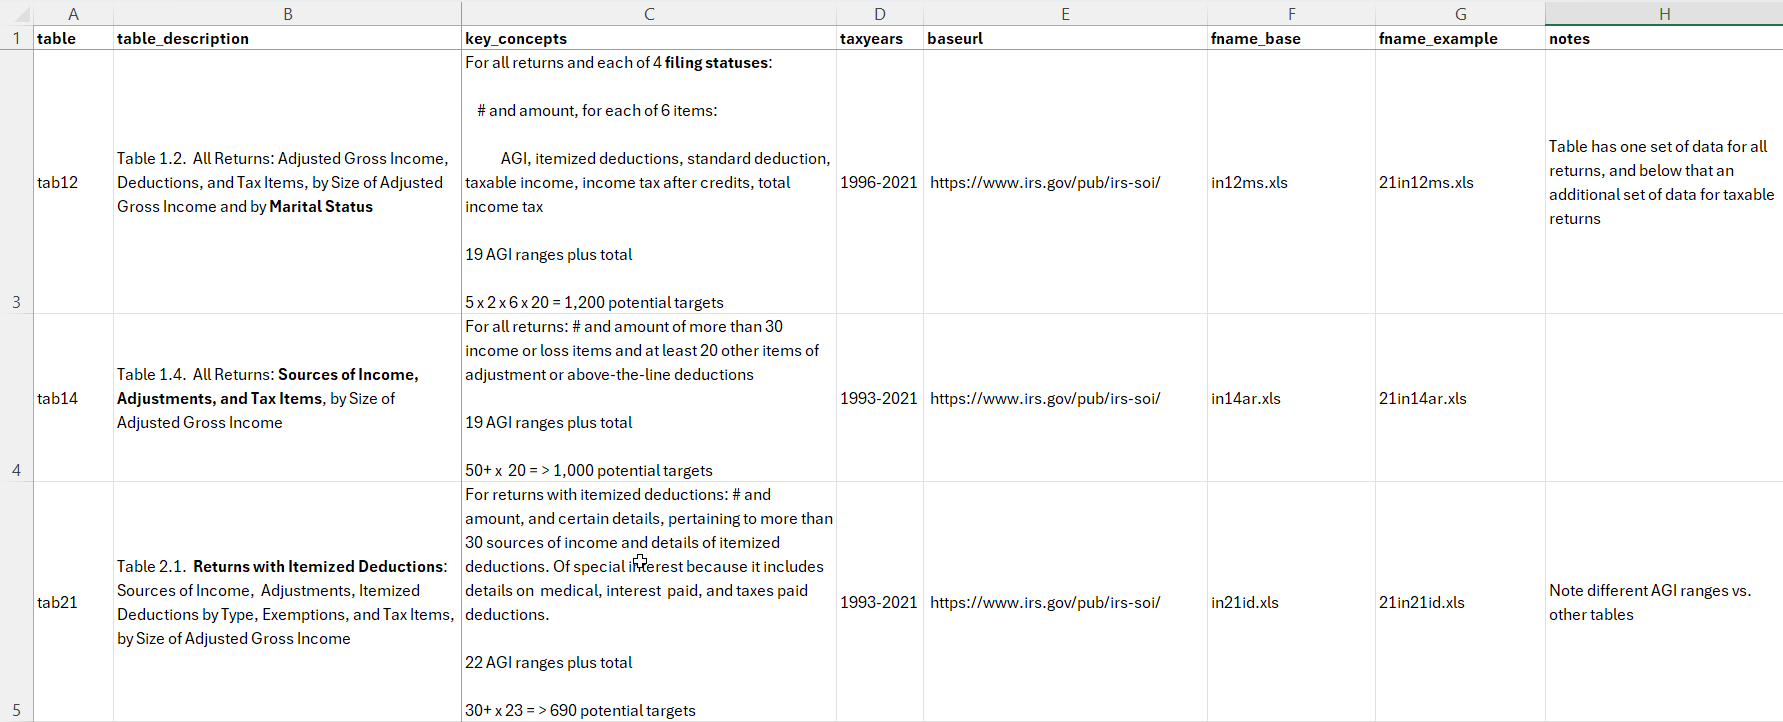 A B C D E F G H
1 table table_description key_concepts taxyears baseurl fname_base fname_example notes
3
tab12
Table 1.2.  All Returns: Adjusted Gross Income,
Deductions, and Tax Items, by Size of Adjusted
Gross Income and by Marital Status
For all returns and each of 4 filing statuses:
# and amount, for each of 6 items:
AGI, itemized deductions, standard deduction,
taxable income, income tax after credits, total
income tax
19 AGI ranges plus total
5 x 2 x 6 x 20 = 1,200 potential targets
1996-2021
https://www.irs.gov/pub/irs-soi/
in12ms.xls
21in12ms.xls
Table has one set of data for all
returns, and below that an
additional set of data for taxable
returns
4
tab14
Table 1.4.  All Returns: Sources of Income,
Adjustments, and Tax Items, by Size of
Adjusted Gross Income
For all returns: # and amount of more than 30
income or loss items and at least 20 other items of
adjustment or above-the-line deductions
19 AGI ranges plus total
50+ x  20 = > 1,000 potential targets
1993-2021
https://www.irs.gov/pub/irs-soi/
in14ar.xls
21in14ar.xls
5
tab21
Table 2.1.  Returns with Itemized Deductions:
Sources of Income,  Adjustments, Itemized
Deductions by Type, Exemptions, and Tax Items,
by Size of Adjusted Gross Income
For returns with itemized deductions: # and
amount, and certain details, pertaining to more than
30 sources of income and details of itemized
deductions. Of special interest because it includes
details on  medical, interest  paid, and taxes paid
deductions.
22 AGI ranges plus total
30+ x 23 = > 690 potential targets
1993-2021
https://www.irs.gov/pub/irs-soi/
in21id.xls
21in21id.xls
Note different AGI ranges vs.
other tables